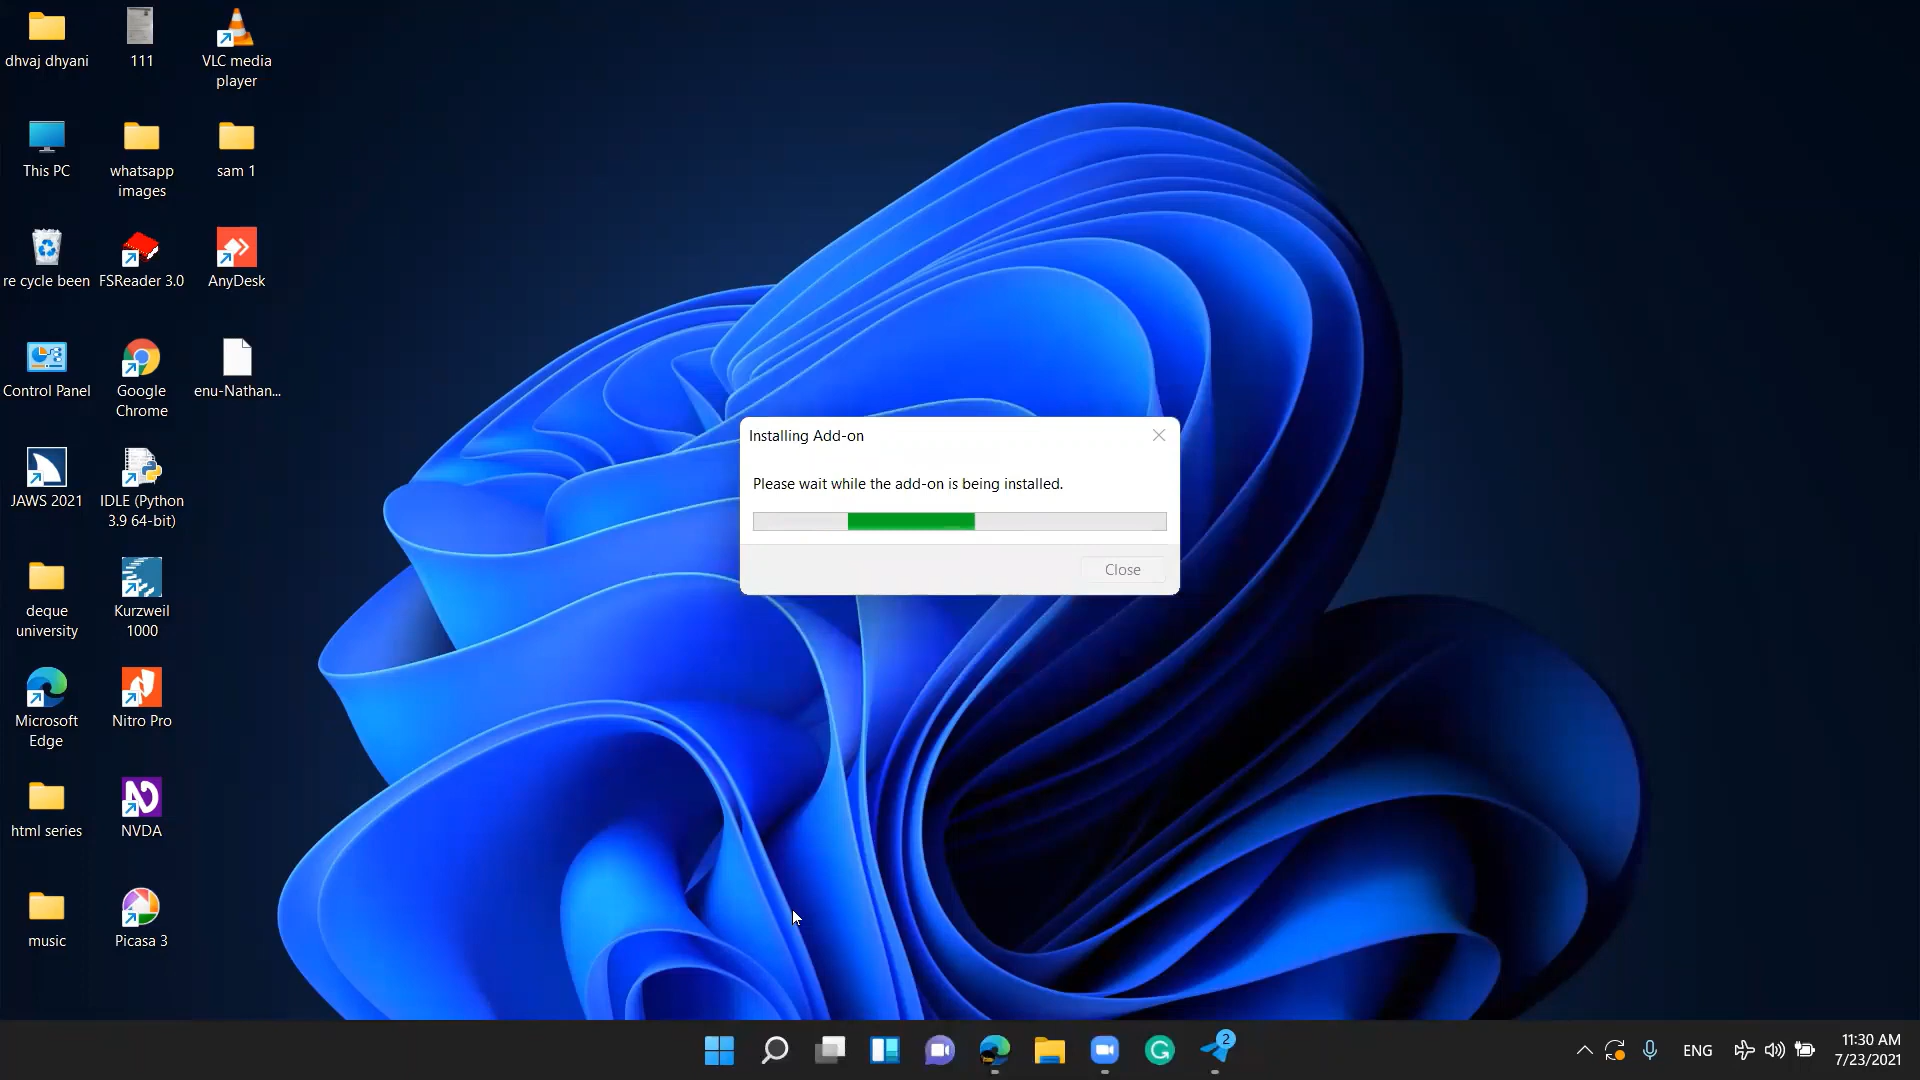 dhvaj dhyani
111
VLC media
player
This PC
whatsapp
images
sam 1
re cycle been
FSReader 3.0
AnyDesk
Control Panel
Google
Chrome
enu-Nathan...
JAWS 2021
IDLE (Python
3.9 64-bit)
deque
university
Kurzweil
1000
Microsoft
Edge
Nitro Pro
html series
NVDA
music
Picasa 3
Installing Add-on
Please wait while the add-on is being installed.
Close
2
ENG
11:30 AM
7/23/2021